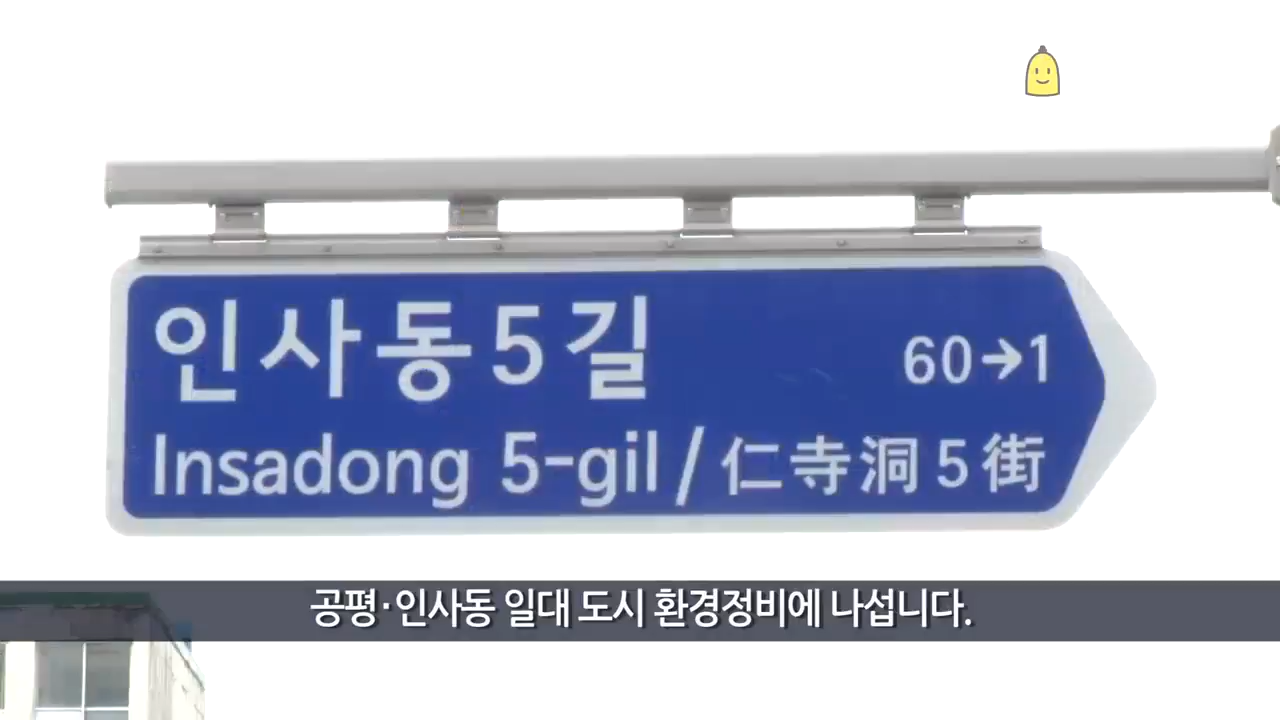 인사동5길 60→1
Insadong 5-gil/仁寺洞5街
공평·인사동 일대 도시 환경정비에 나섭니다.